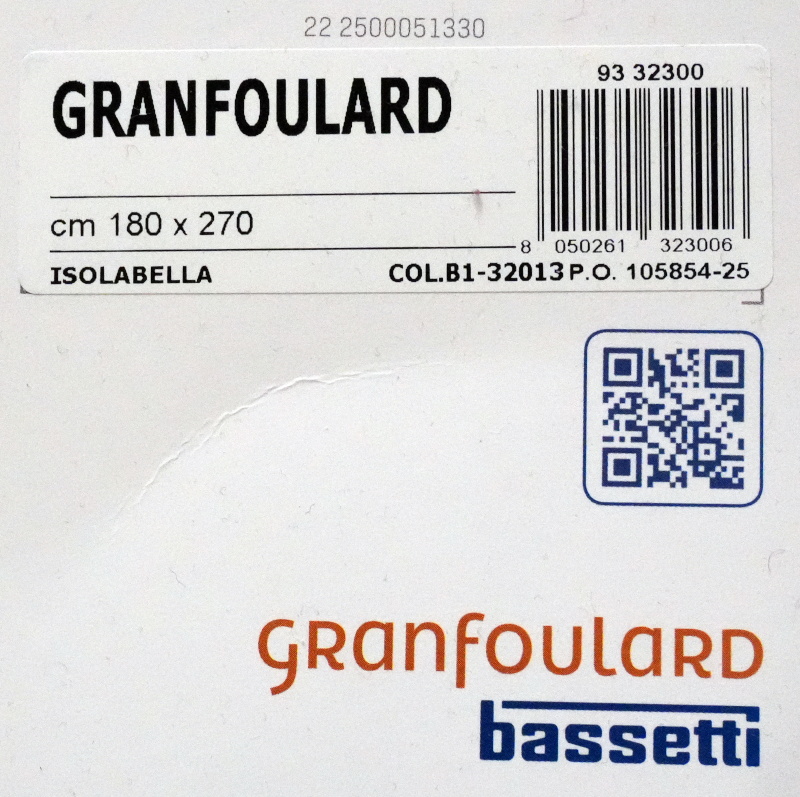 22 2500051330
GRANFOULARD
93 32300
cm 180 x 270
8 050261 323006
ISOLABELLA COL.B1-32013 P.O. 105854-25
GRanfoulaRD
bassetti